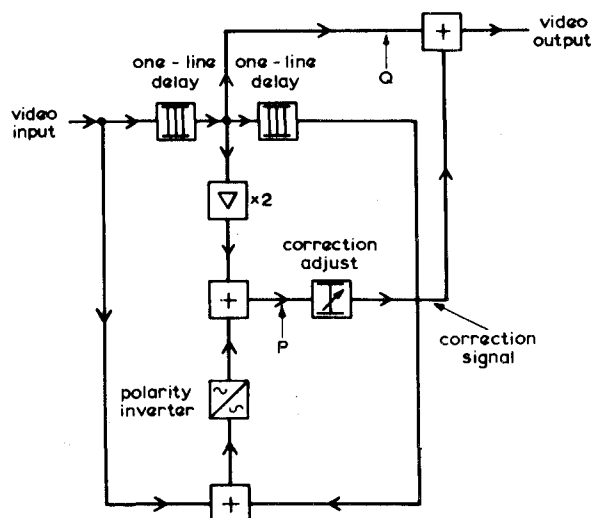 video
output
one - line
delay
one - line
delay
Q
video
input
×2
correction
adjust
P
correction
signal
polarity
inverter